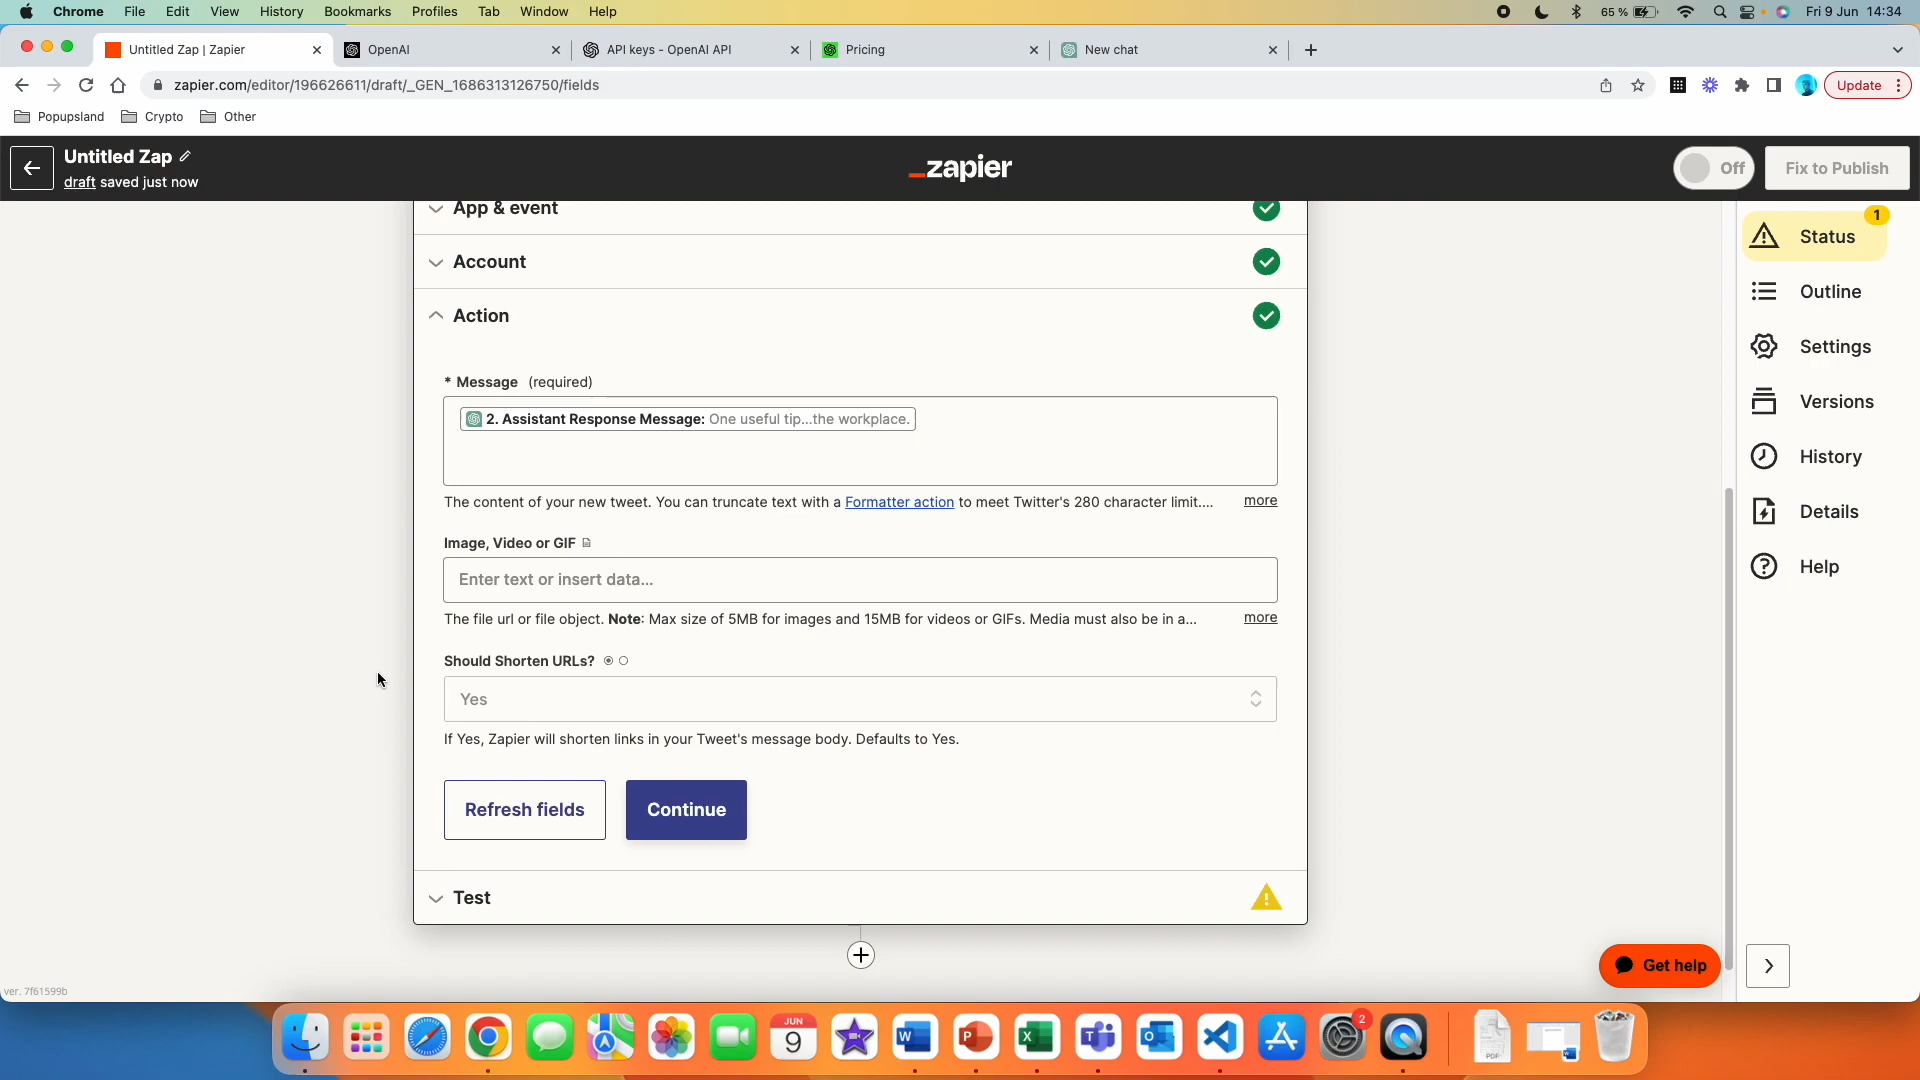 Chrome File Edit View History Bookmarks Profiles Tab Window Help 65 % Fri 9 Jun 14:34
Untitled Zap | Zapier OpenAI API keys - OpenAI API Pricing New chat
zapier.com/editor/196626611/draft/_GEN_1686313126750/fields Update
Popupsland Crypto Other
Untitled Zap
draft saved just now
_zapier
Off Fix to Publish
App & event
Account
Action
* Message (required)
2. Assistant Response Message: One useful tip...the workplace.
The content of your new tweet. You can truncate text with a Formatter action to meet Twitter's 280 character limit.... more
Image, Video or GIF
Enter text or insert data...
The file url or file object. Note: Max size of 5MB for images and 15MB for videos or GIFs. Media must also be in a... more
Should Shorten URLs?
Yes
If Yes, Zapier will shorten links in your Tweet's message body. Defaults to Yes.
Refresh fields Continue
Test
1
Status
Outline
Settings
Versions
History
Details
Help
Get help
ver. 7f61599b
JUN
9
W
P
X
T
O
2
PDF
W